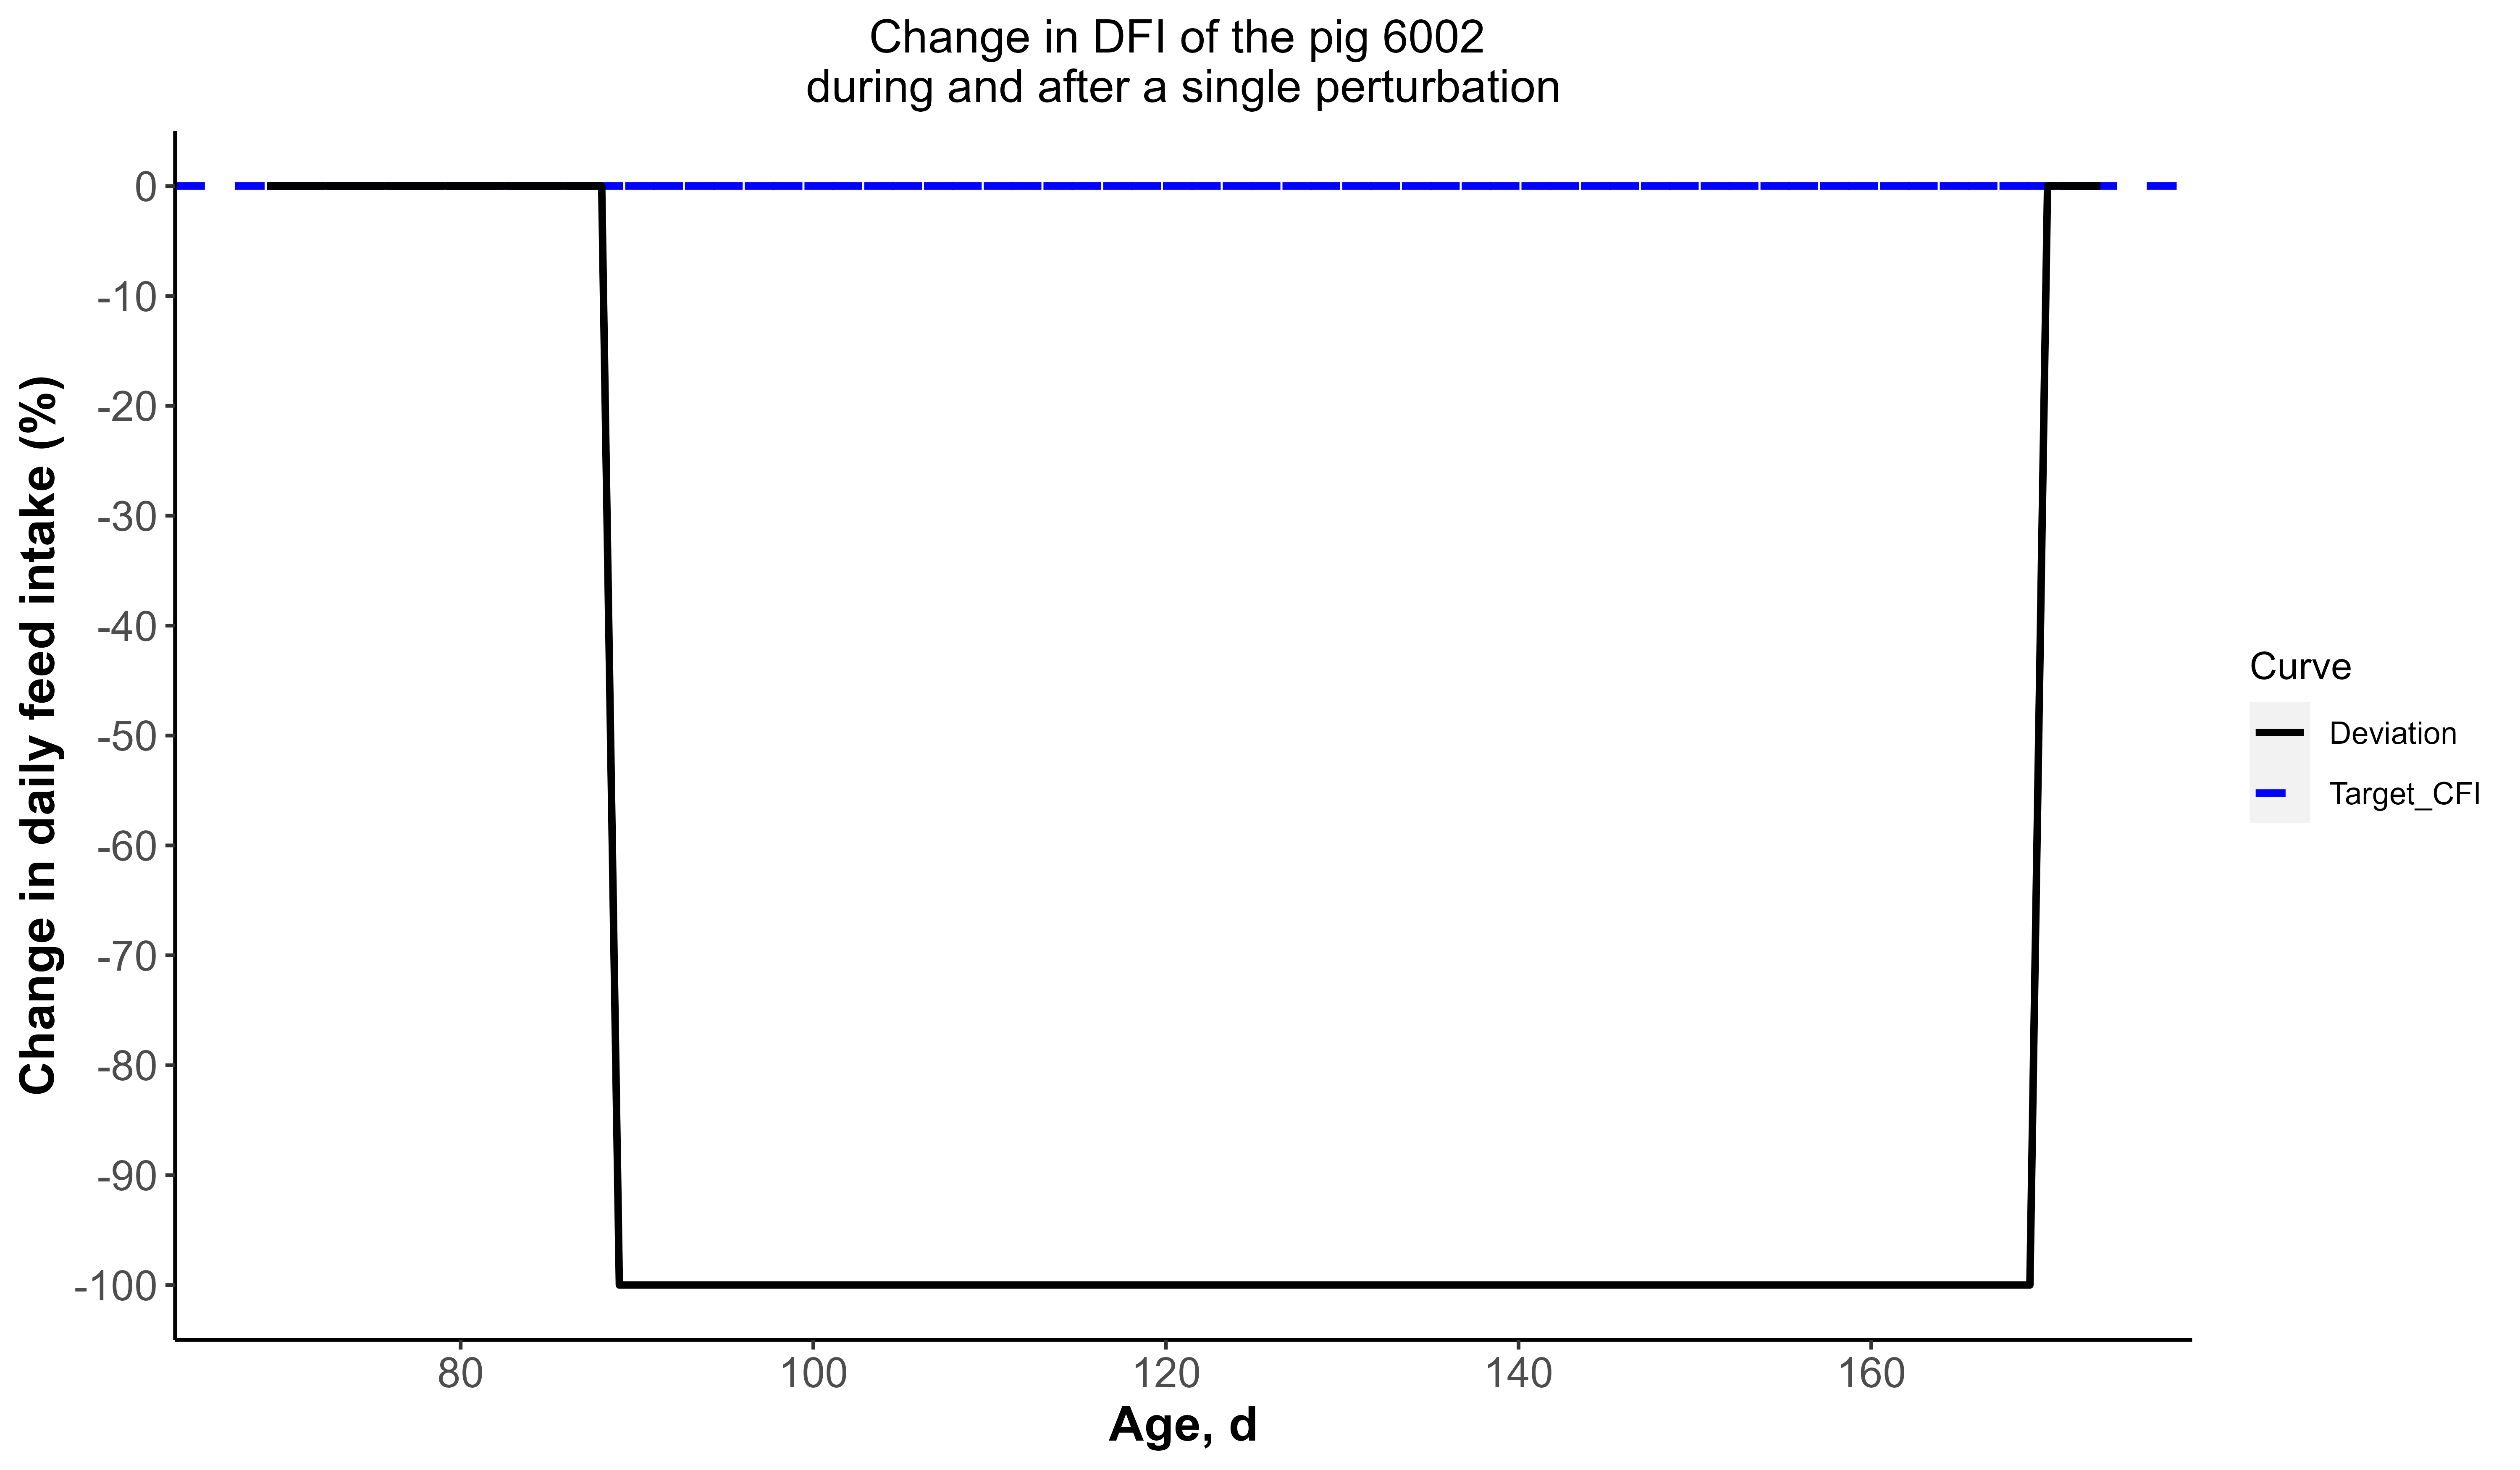 Change in DFI of the pig 6002
during and after a single perturbation
Change in daily feed intake (%)
0
-10
-20
-30
-40
-50
-60
-70
-80
-90
-100
80
100
120
140
160
Age, d
Curve
Deviation
Target_CFI